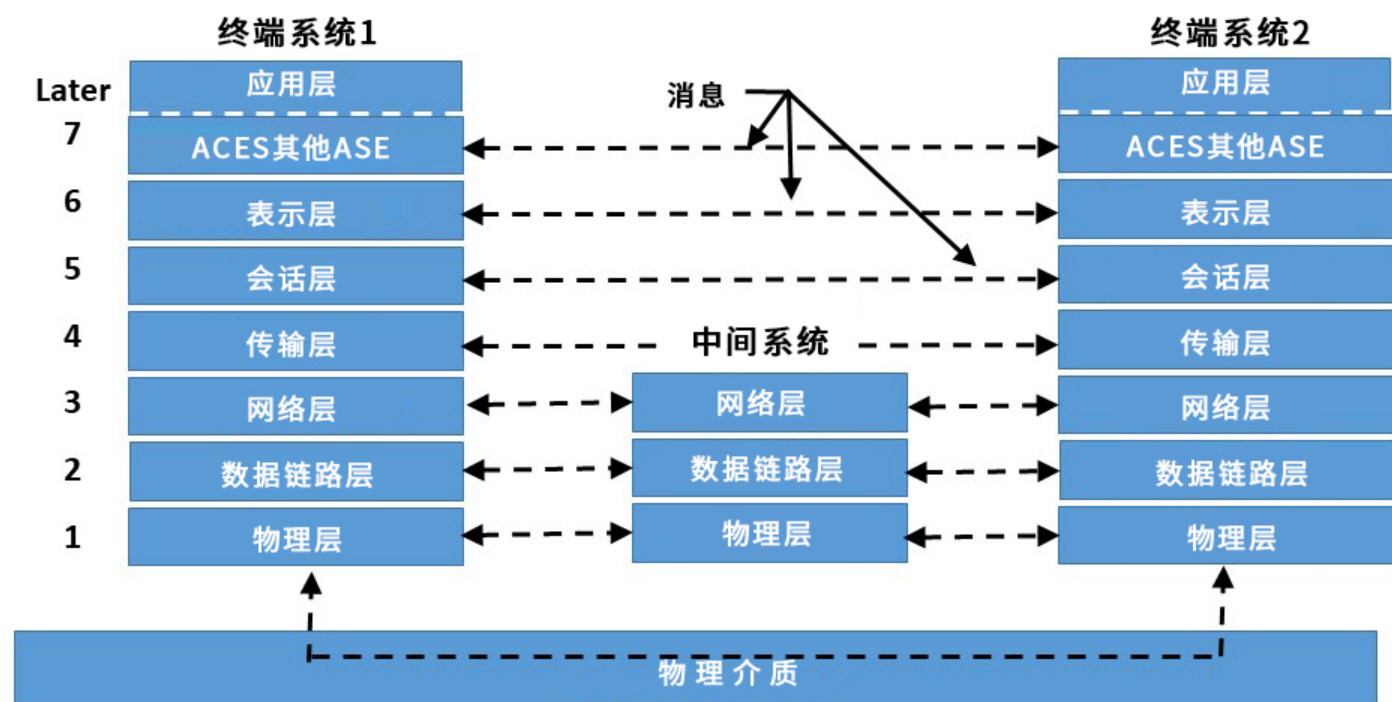 终端系统1
终端系统2
Later
应用层
应用层
消息
7
ACES其他ASE
ACES其他ASE
6
表示层
表示层
5
会话层
会话层
4
传输层
中间系统
传输层
3
网络层
网络层
网络层
2
数据链路层
数据链路层
数据链路层
1
物理层
物理层
物理层
物理介质